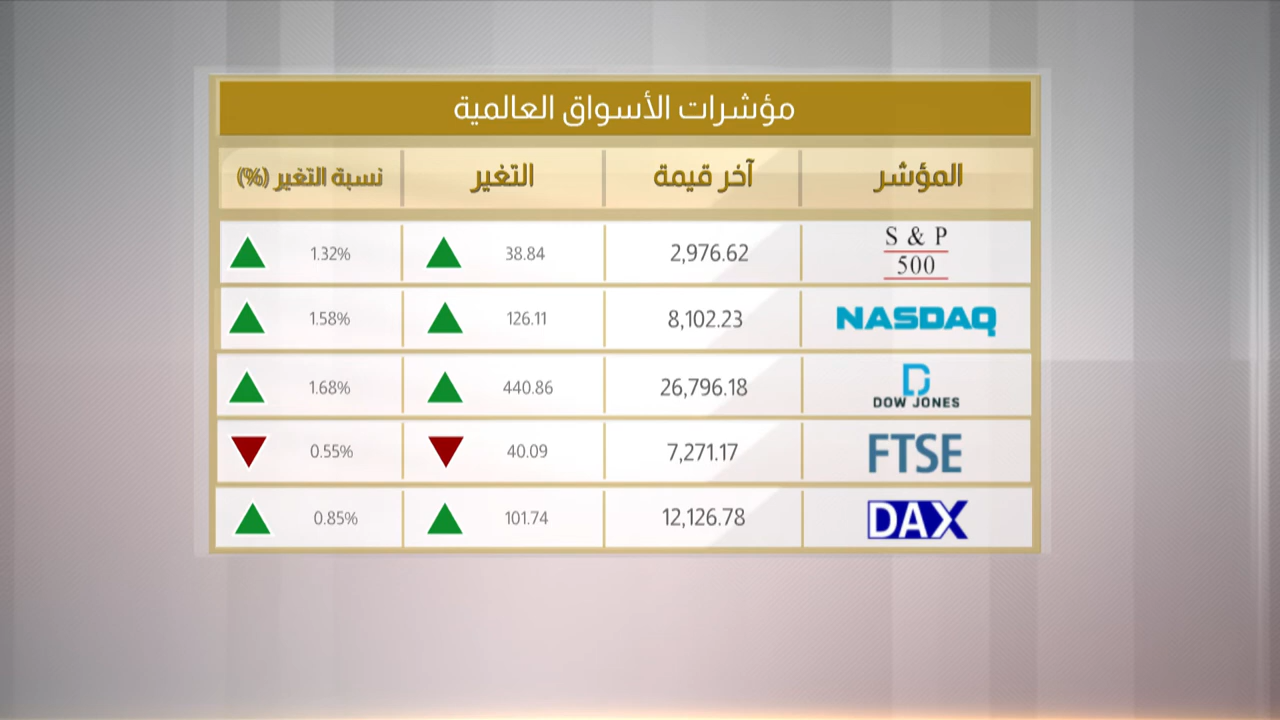 مؤشرات الأسواق العالمية
المؤشر آخر قيمة التغير نسبة التغير (%)
S & P
500
2,976.62 38.84 1.32%
NASDAQ 8,102.23 126.11 1.58%
DOW JONES 26,796.18 440.86 1.68%
FTSE 7,271.17 40.09 0.55%
DAX 12,126.78 101.74 0.85%